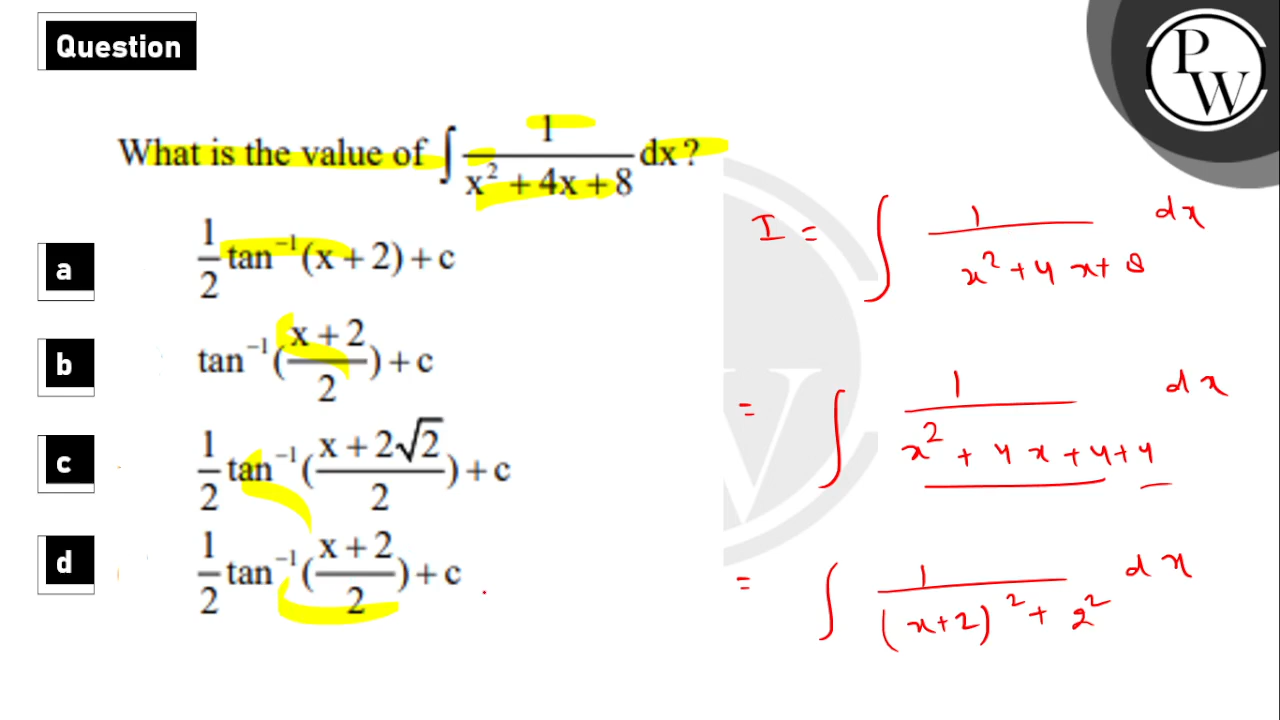 Question
PW
What is the value of ∫ 1/(x² + 4x + 8) dx?
a 1/2 tan⁻¹(x + 2) + c
b tan⁻¹((x + 2)/2) + c
c 1/2 tan⁻¹((x + 2√2)/2) + c
d 1/2 tan⁻¹((x + 2)/2) + c
I = ∫ 1/(x² + 4x + 8) dx
= ∫ 1/(x² + 4x + 4 + 4) dx
= ∫ 1/((x+2)² + 2²) dx